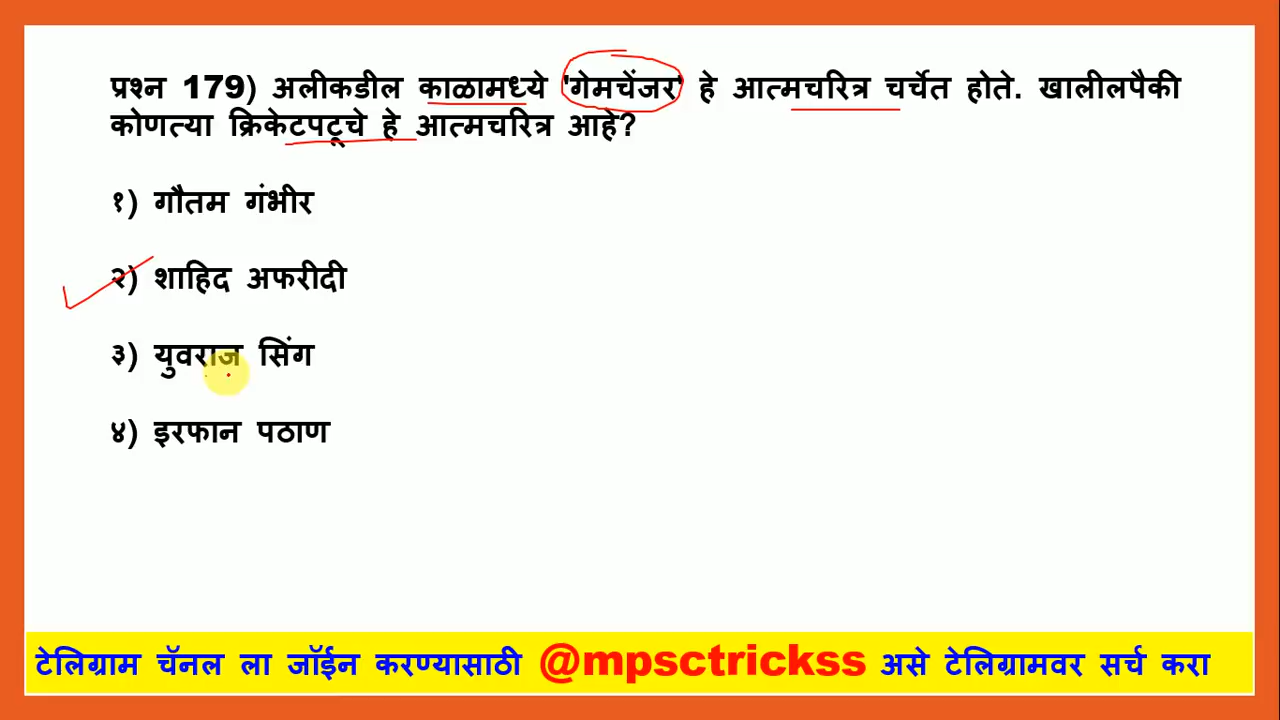 प्रश्न 179) अलीकडील काळामध्ये 'गेमचेंजर' हे आत्मचरित्र चर्चेत होते. खालीलपैकी
कोणत्या क्रिकेटपटूचे हे आत्मचरित्र आहे?
१) गौतम गंभीर
२) शाहिद अफरीदी
३) युवराज सिंग
४) इरफान पठाण
टेलिग्राम चॅनल ला जॉईन करण्यासाठी @mpsctrickss असे टेलिग्रामवर सर्च करा